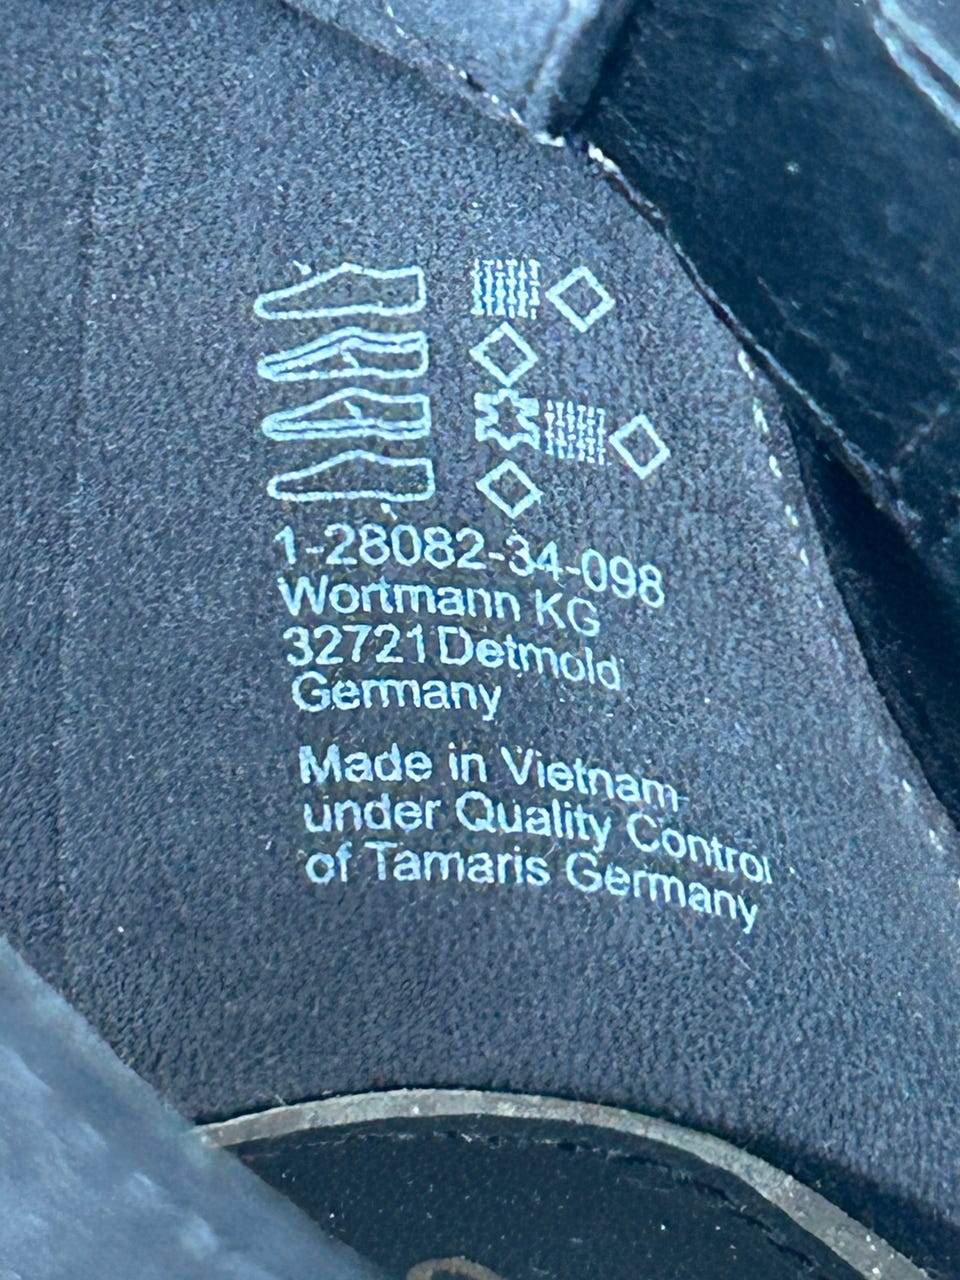 1-28082-34-098
Wortmann KG
32721 Detmold
Germany
Made in Vietnam
under Quality Control
of Tamaris Germany